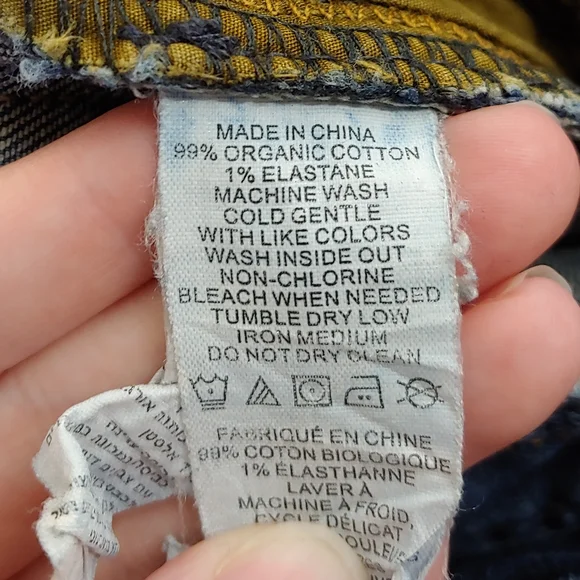 MADE IN CHINA
99% ORGANIC COTTON
1% ELASTANE
MACHINE WASH
COLD GENTLE
WITH LIKE COLORS
WASH INSIDE OUT
NON-CHLORINE
BLEACH WHEN NEEDED
TUMBLE DRY LOW
IRON MEDIUM
DO NOT DRY CLEAN
FABRIQUÉ EN CHINE
99% COTON BIOLOGIQUE
1% ÉLASTHANNE
LAVER À
MACHINE À FROID,
CYCLE DÉLICAT
COULEURS